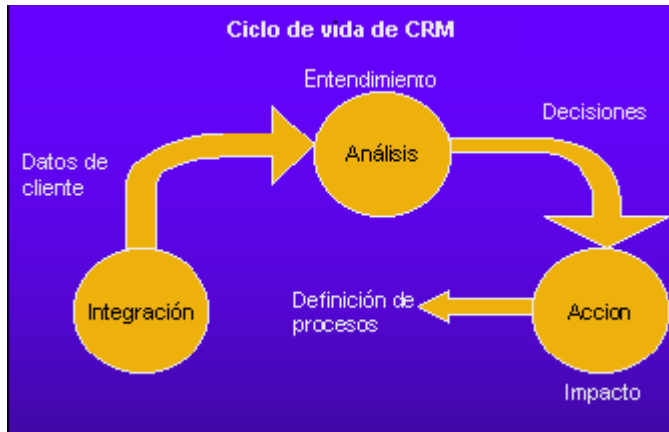 Ciclo de vida de CRM
Entendimiento
Decisiones
Análisis
Datos de
cliente
Integración
Definición de
procesos
Accion
Impacto